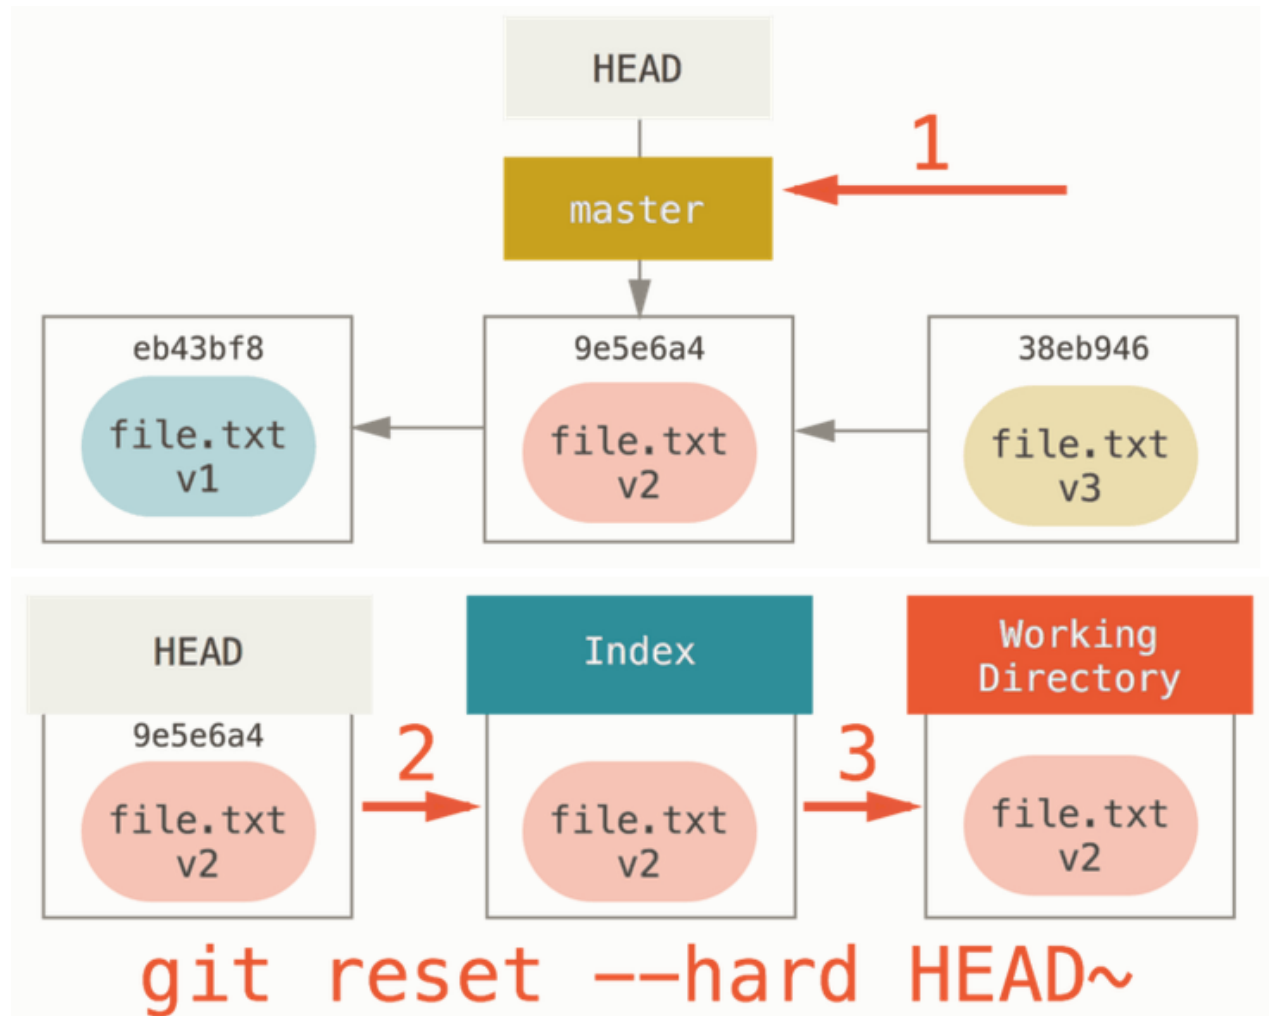 HEAD
1
master
eb43bf8
9e5e6a4
38eb946
file.txt
v1
file.txt
v2
file.txt
v3
HEAD
Index
Working
Directory
9e5e6a4
2
3
file.txt
v2
file.txt
v2
file.txt
v2
git reset --hard HEAD~